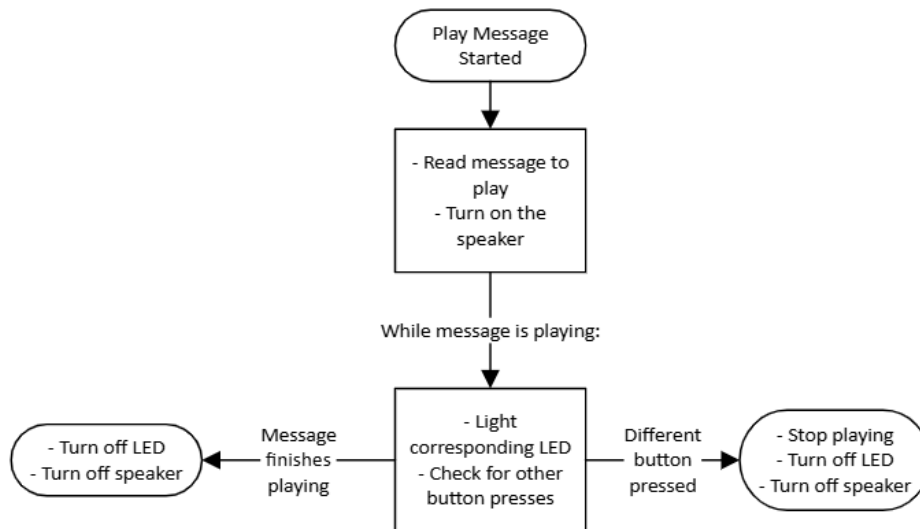 Play Message
Started
- Read message to
play
- Turn on the
speaker
While message is playing:
- Turn off LED
- Turn off speaker
Message
finishes
playing
- Light
corresponding LED
- Check for other
button presses
Different
button
pressed
- Stop playing
- Turn off LED
- Turn off speaker